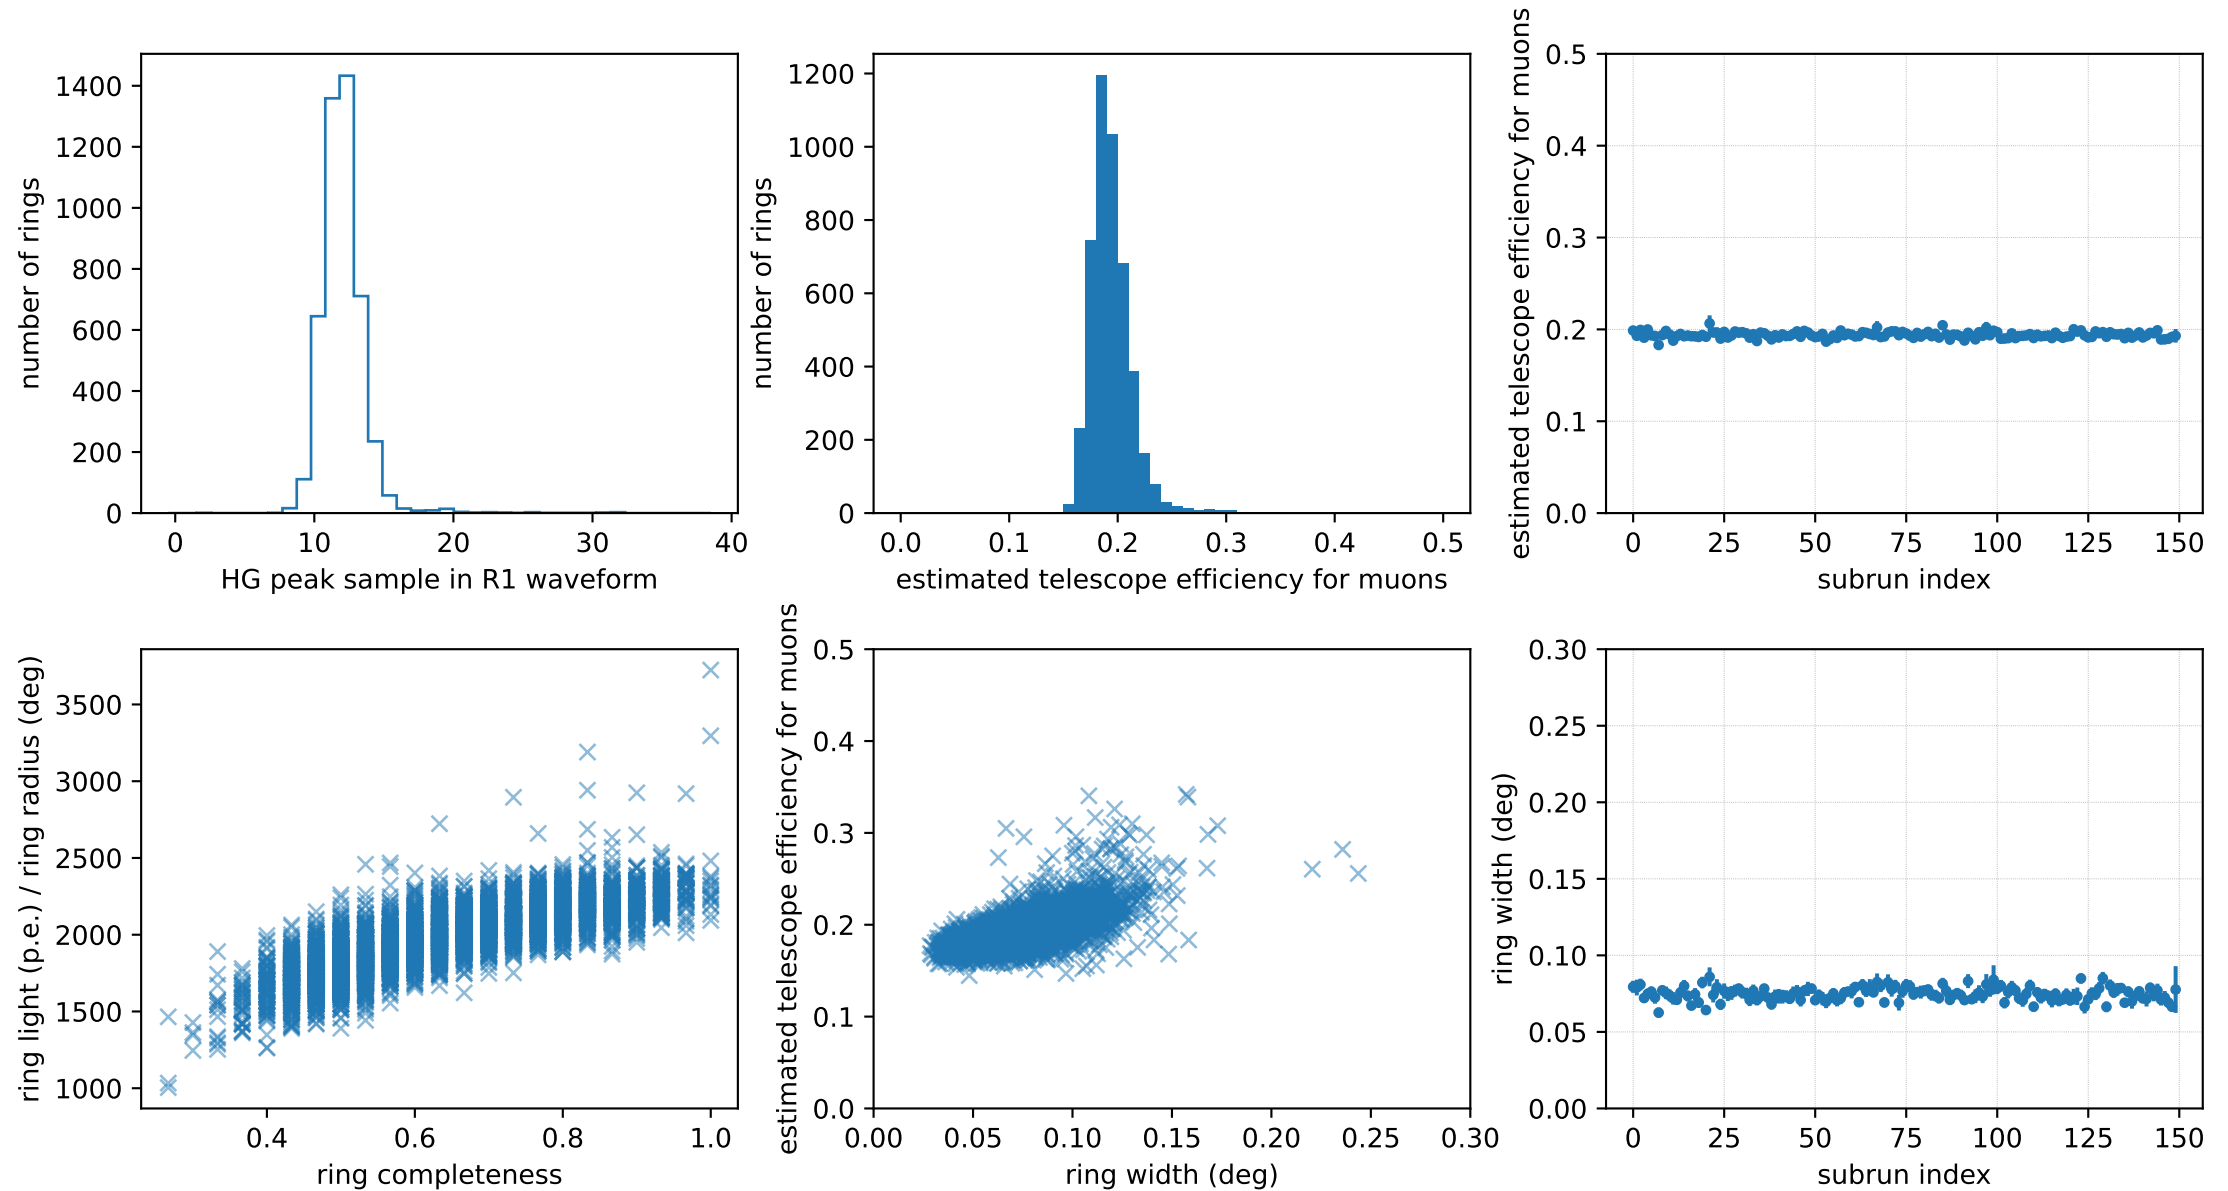 number of rings
1400
1200
1000
800
600
400
200
0
0 10 20 30 40
HG peak sample in R1 waveform
number of rings
1200
1000
800
600
400
200
0
0.0 0.1 0.2 0.3 0.4 0.5
estimated telescope efficiency for muons
estimated telescope efficiency for muons
0.5
0.4
0.3
0.2
0.1
0.0
0 25 50 75 100 125 150
subrun index
ring light (p.e.) / ring radius (deg)
3500
3000
2500
2000
1500
1000
0.4 0.6 0.8 1.0
ring completeness
estimated telescope efficiency for muons
0.5
0.4
0.3
0.2
0.1
0.0
0.00 0.05 0.10 0.15 0.20 0.25 0.30
ring width (deg)
ring width (deg)
0.30
0.25
0.20
0.15
0.10
0.05
0.00
0 25 50 75 100 125 150
subrun index